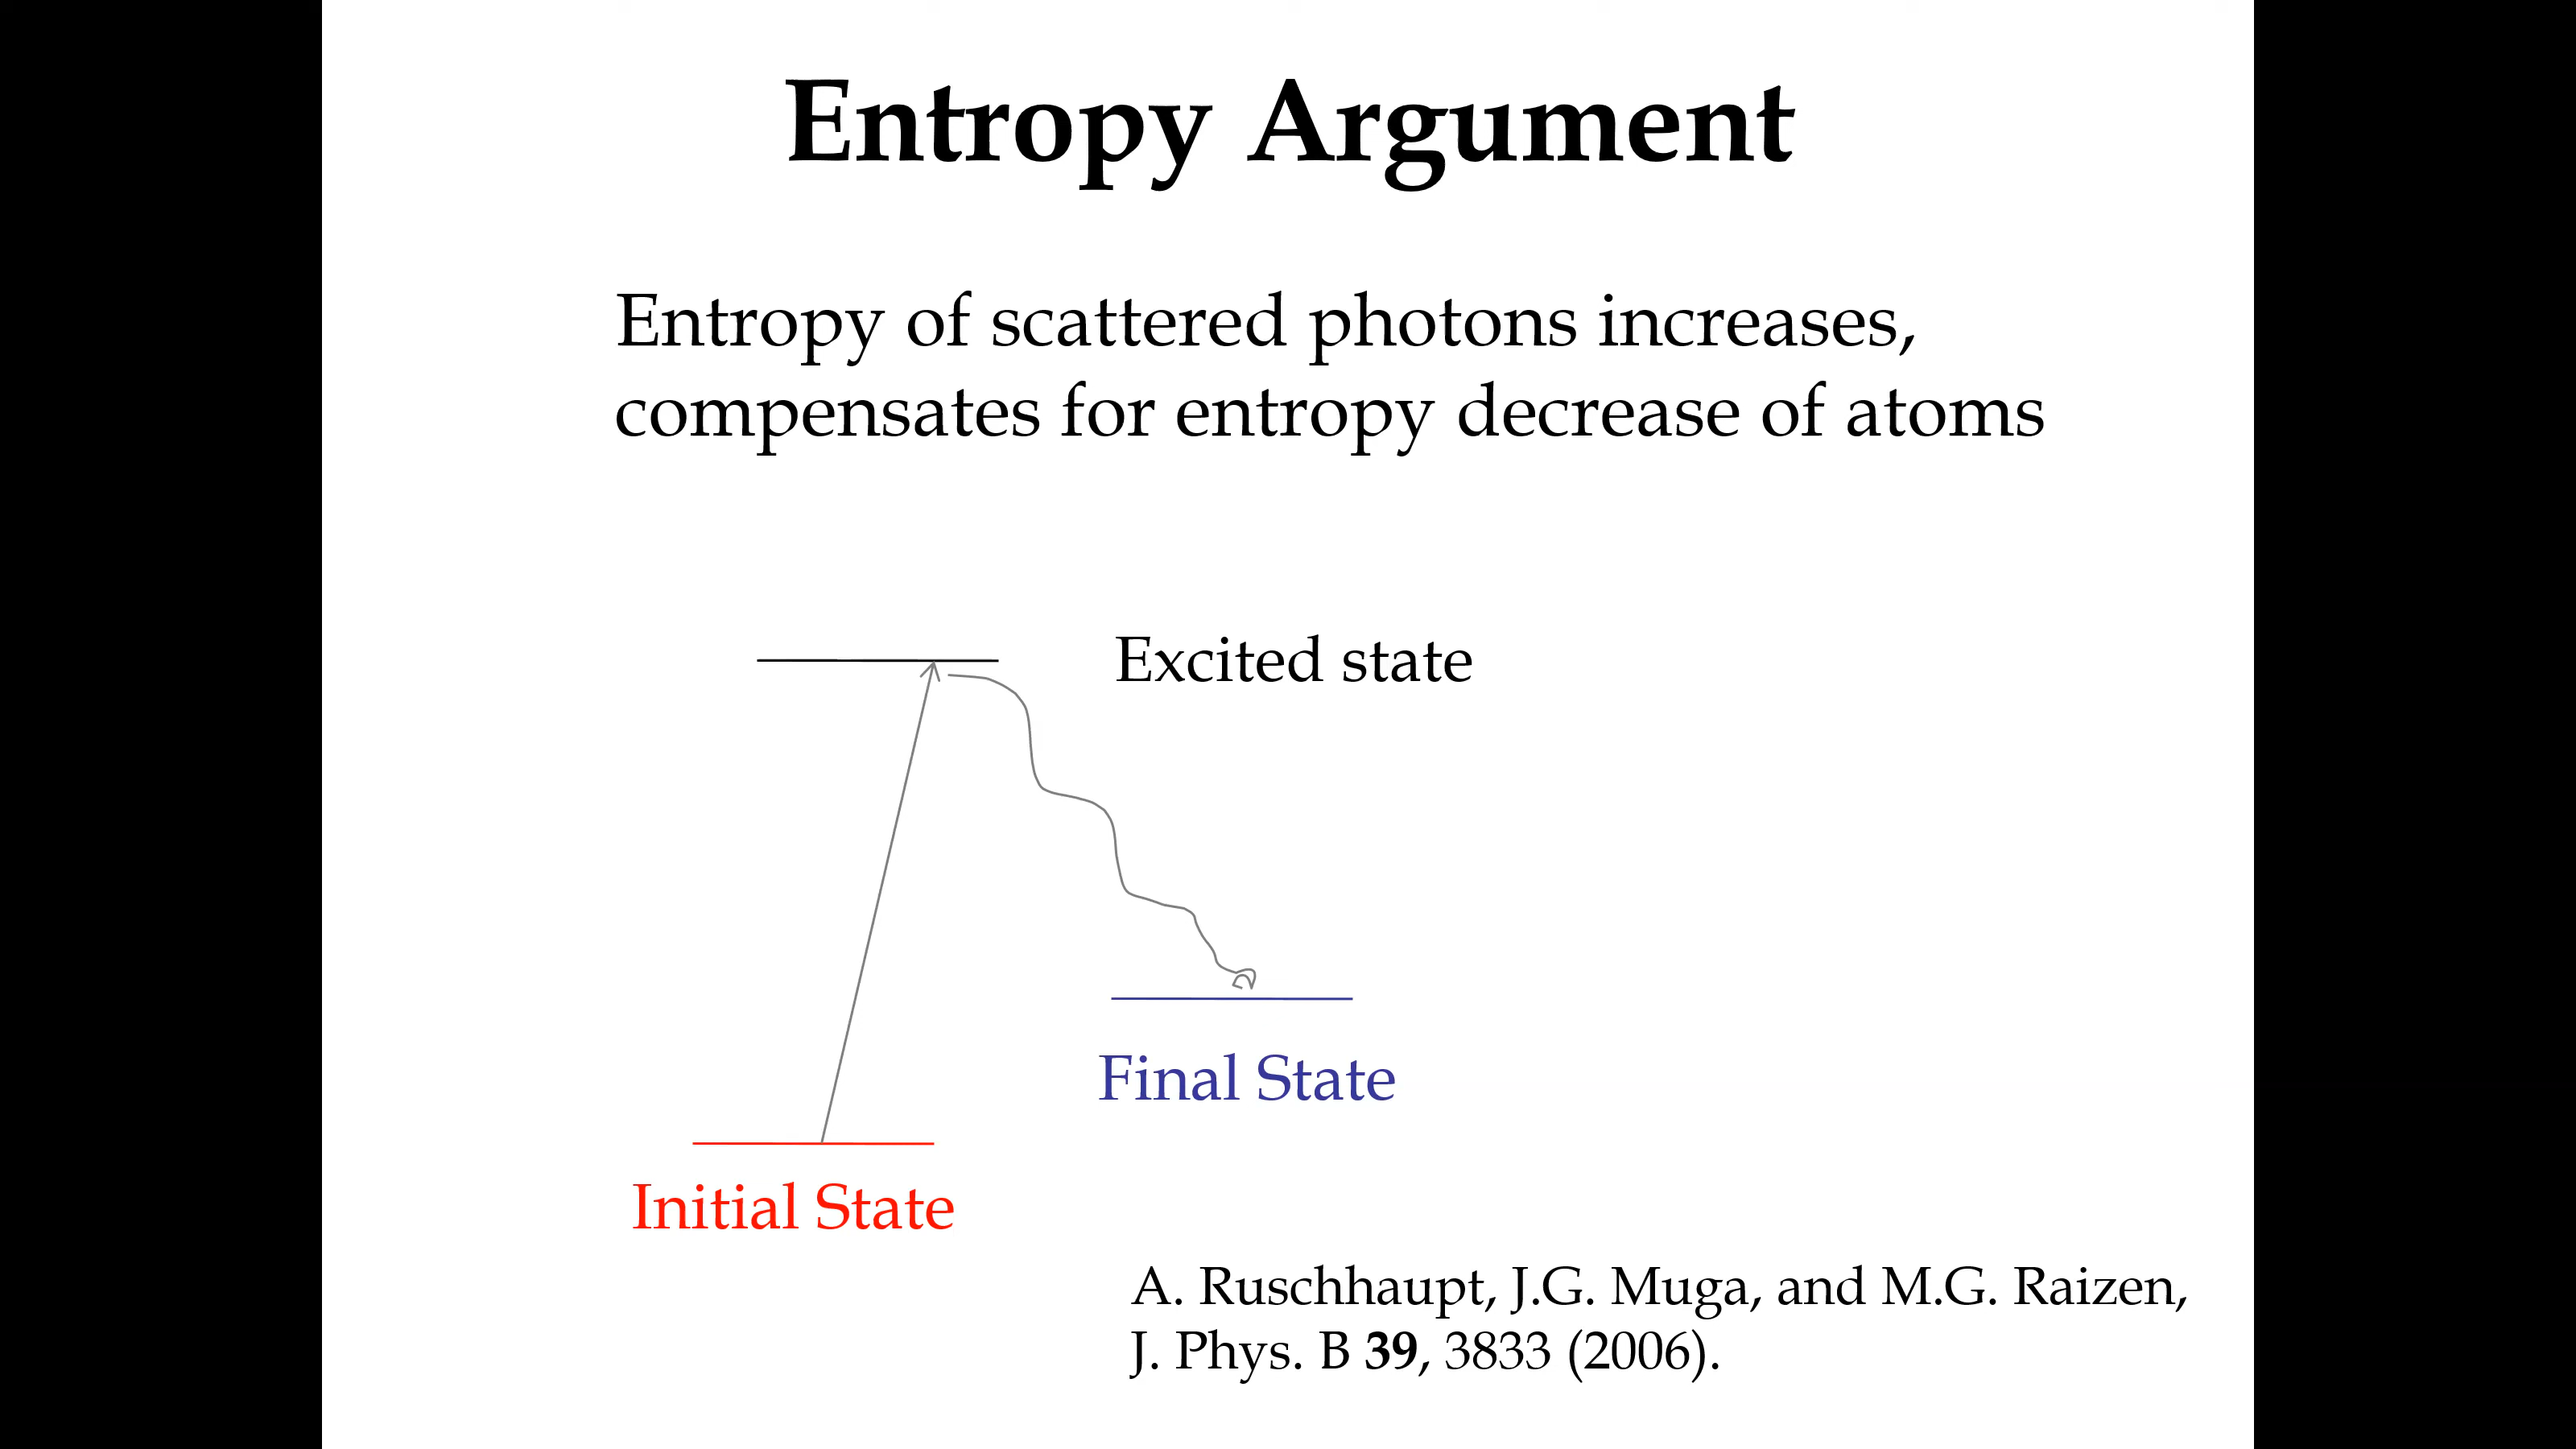 Entropy Argument
Entropy of scattered photons increases,
compensates for entropy decrease of atoms
Excited state
Final State
Initial State
A. Ruschhaupt, J.G. Muga, and M.G. Raizen,
J. Phys. B 39, 3833 (2006).